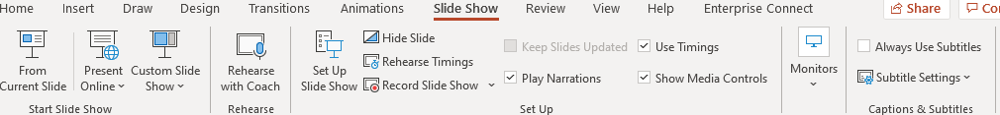 Home Insert Draw Design Transitions Animations Slide Show Review View Help Enterprise Connect Share
From
Current Slide
Present
Online
Custom Slide
Show
Rehearse
with Coach
Set Up
Slide Show
Hide Slide
Rehearse Timings
Record Slide Show
Keep Slides Updated
Play Narrations
Use Timings
Show Media Controls
Monitors
Always Use Subtitles
Subtitle Settings
Start Slide Show
Rehearse
Set Up
Captions & Subtitles